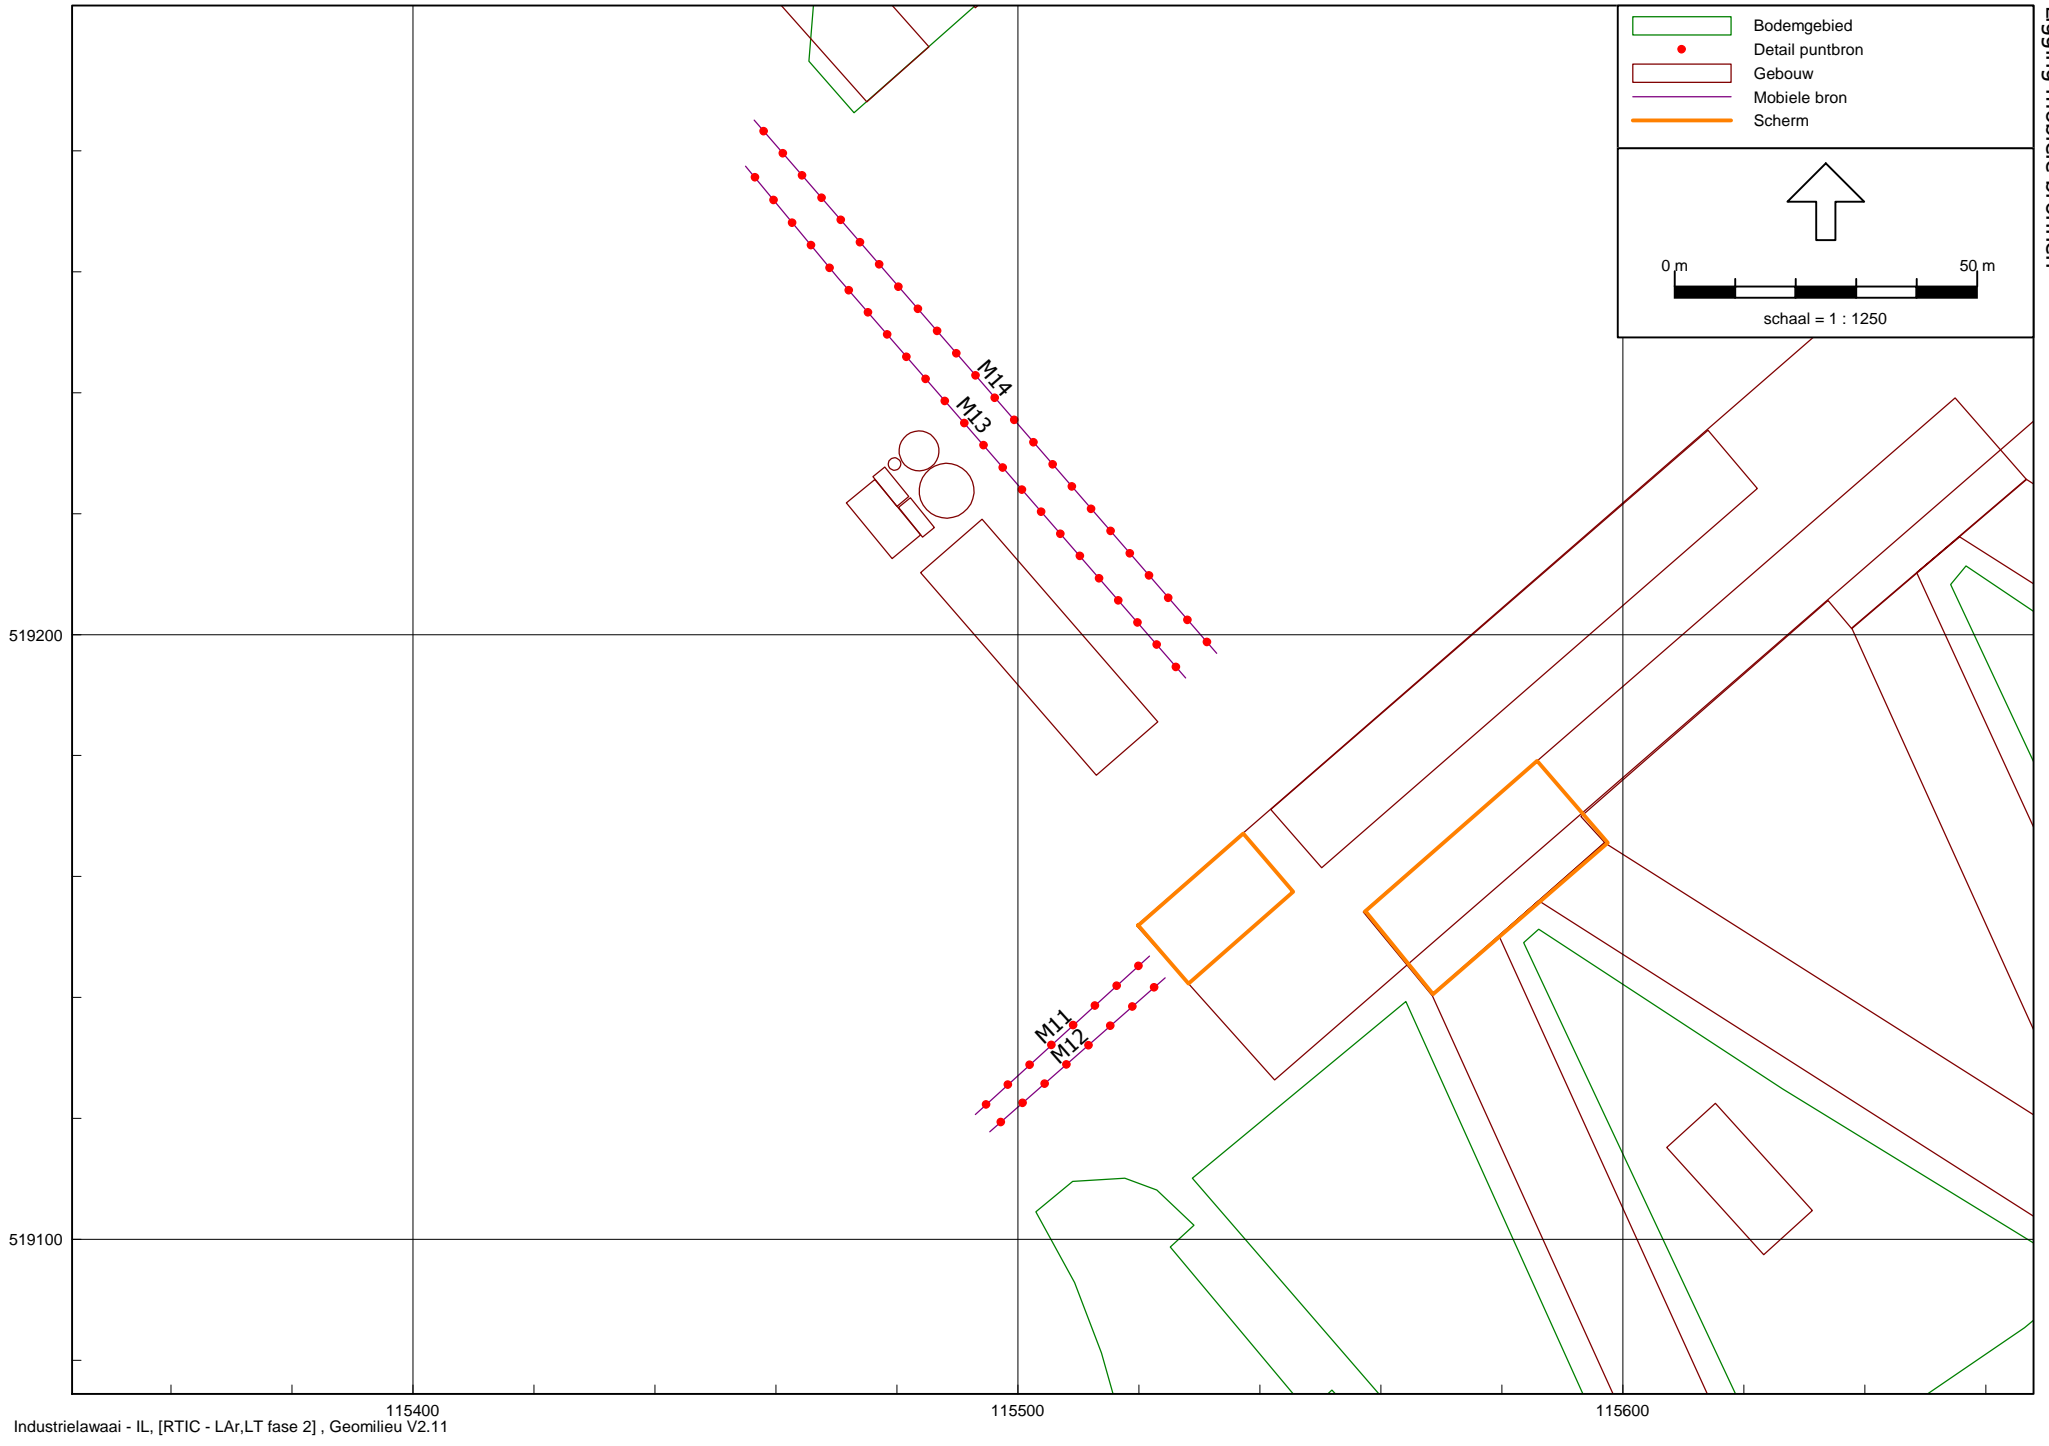 Bodemgebied
Detail puntbron
Gebouw
Mobiele bron
Scherm
0 m 50 m
schaal = 1 : 1250
M14
M13
519200
M11
M12
519100
115400 115500 115600
Industrielawaai - IL, [RTIC - LAr,LT fase 2] , Geomilieu V2.11